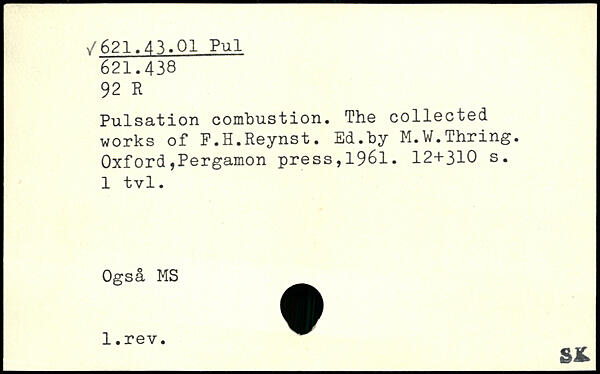 √ 621.43.01 Pul
621.438
92 R
Pulsation combustion. The collected
works of F.H.Reynst. Ed.by M.W.Thring.
Oxford,Pergamon press,1961. 12+310 s.
1 tvl.
Også MS
1.rev.
SK